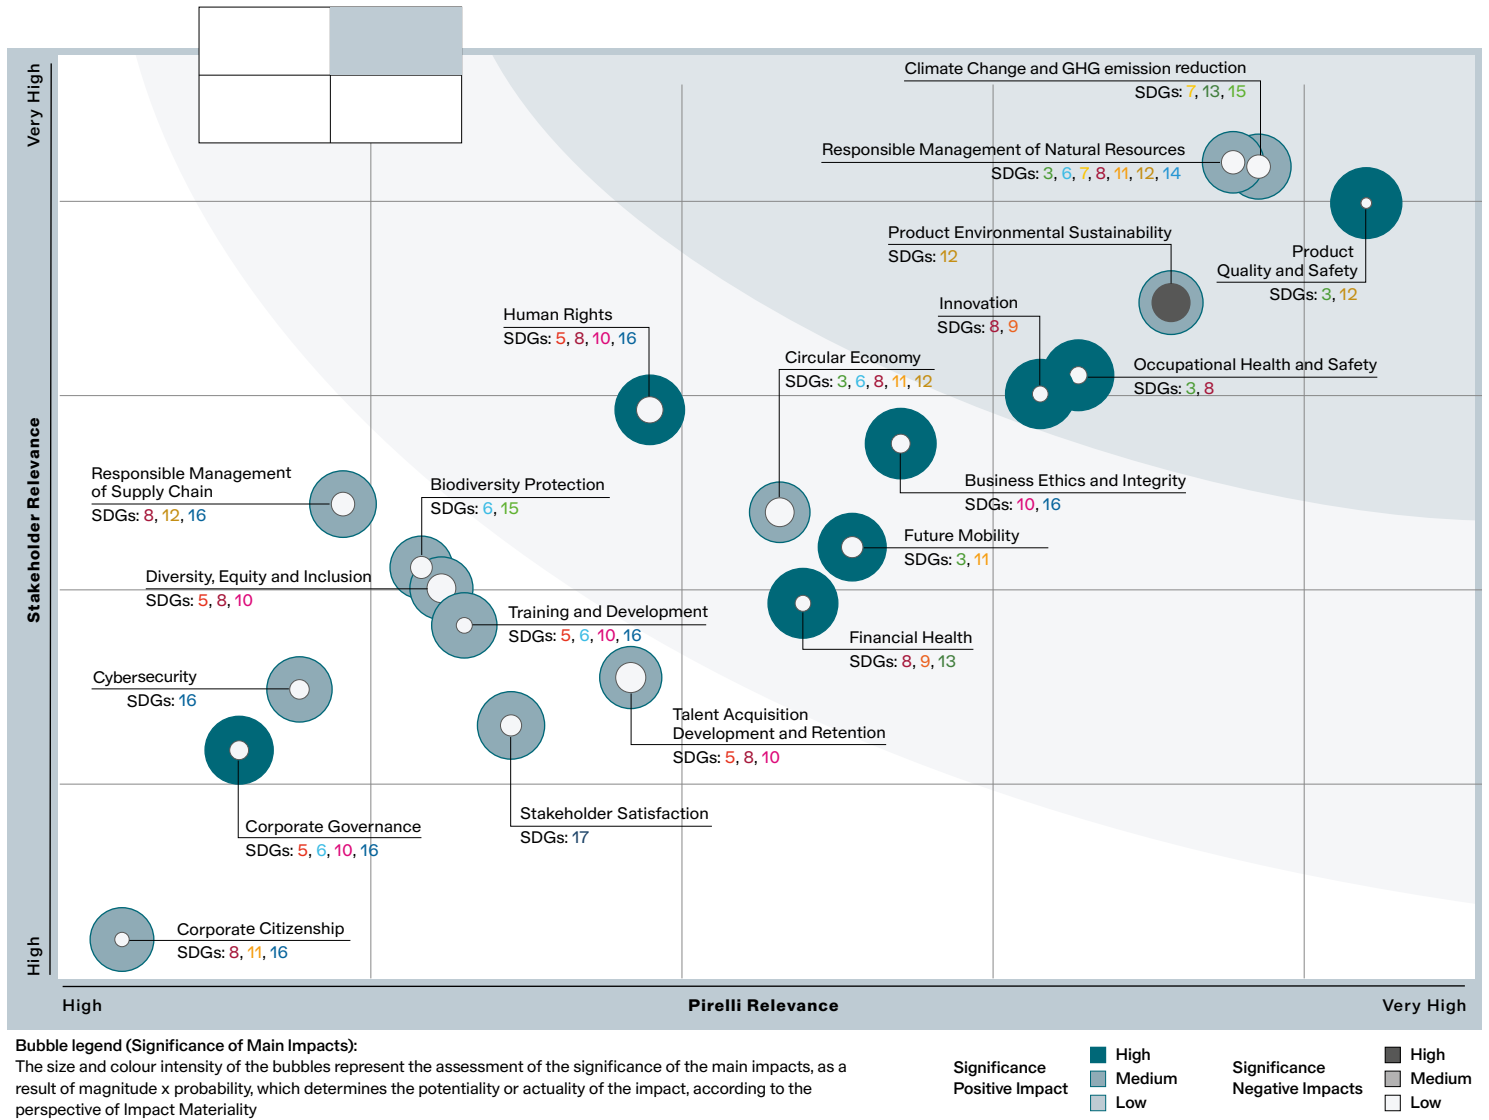 Very High
Stakeholder Relevance
High
Climate Change and GHG emission reduction
SDGs: 7, 13, 15
Responsible Management of Natural Resources
SDGs: 3, 6, 7, 8, 11, 12, 14
Product Environmental Sustainability
SDGs: 12
Product
Quality and Safety
SDGs: 3, 12
Innovation
SDGs: 8, 9
Human Rights
SDGs: 5, 8, 10, 16
Circular Economy
SDGs: 3, 6, 8, 11, 12
Occupational Health and Safety
SDGs: 3, 8
Responsible Management
of Supply Chain
SDGs: 8, 12, 16
Biodiversity Protection
SDGs: 6, 15
Business Ethics and Integrity
SDGs: 10, 16
Future Mobility
SDGs: 3, 11
Diversity, Equity and Inclusion
SDGs: 5, 8, 10
Training and Development
SDGs: 5, 6, 10, 16
Financial Health
SDGs: 8, 9, 13
Cybersecurity
SDGs: 16
Talent Acquisition
Development and Retention
SDGs: 5, 8, 10
Stakeholder Satisfaction
SDGs: 17
Corporate Governance
SDGs: 5, 6, 10, 16
Corporate Citizenship
SDGs: 8, 11, 16
High
Pirelli Relevance
Very High
Bubble legend (Significance of Main Impacts):
The size and colour intensity of the bubbles represent the assessment of the significance of the main impacts, as a
result of magnitude x probability, which determines the potentiality or actuality of the impact, according to the
perspective of Impact Materiality
Significance
Positive Impact
High
Medium
Low
Significance
Negative Impacts
High
Medium
Low